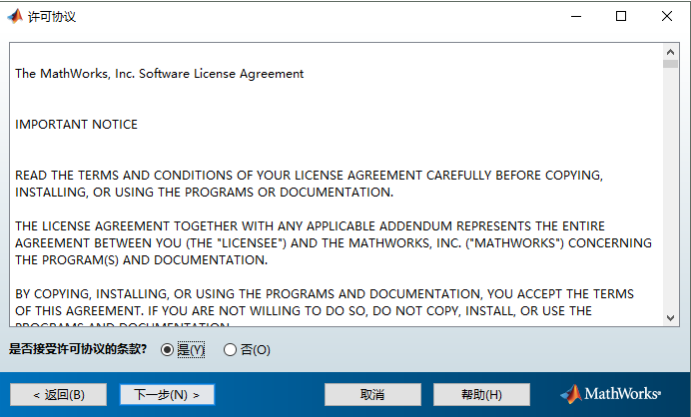 许可协议
The MathWorks, Inc. Software License Agreement
IMPORTANT NOTICE
READ THE TERMS AND CONDITIONS OF YOUR LICENSE AGREEMENT CAREFULLY BEFORE COPYING,
INSTALLING, OR USING THE PROGRAMS OR DOCUMENTATION.
THE LICENSE AGREEMENT TOGETHER WITH ANY APPLICABLE ADDENDUM REPRESENTS THE ENTIRE
AGREEMENT BETWEEN YOU (THE "LICENSEE") AND THE MATHWORKS, INC. ("MATHWORKS") CONCERNING
THE PROGRAM(S) AND DOCUMENTATION.
BY COPYING, INSTALLING, OR USING THE PROGRAMS AND DOCUMENTATION, YOU ACCEPT THE TERMS
OF THIS AGREEMENT. IF YOU ARE NOT WILLING TO DO SO, DO NOT COPY, INSTALL, OR USE THE
PROGRAMS AND DOCUMENTATION.
是否接受许可协议的条款? 是(Y) 否(O)
< 返回(B) 下一步(N) > 取消 帮助(H) MathWorks®